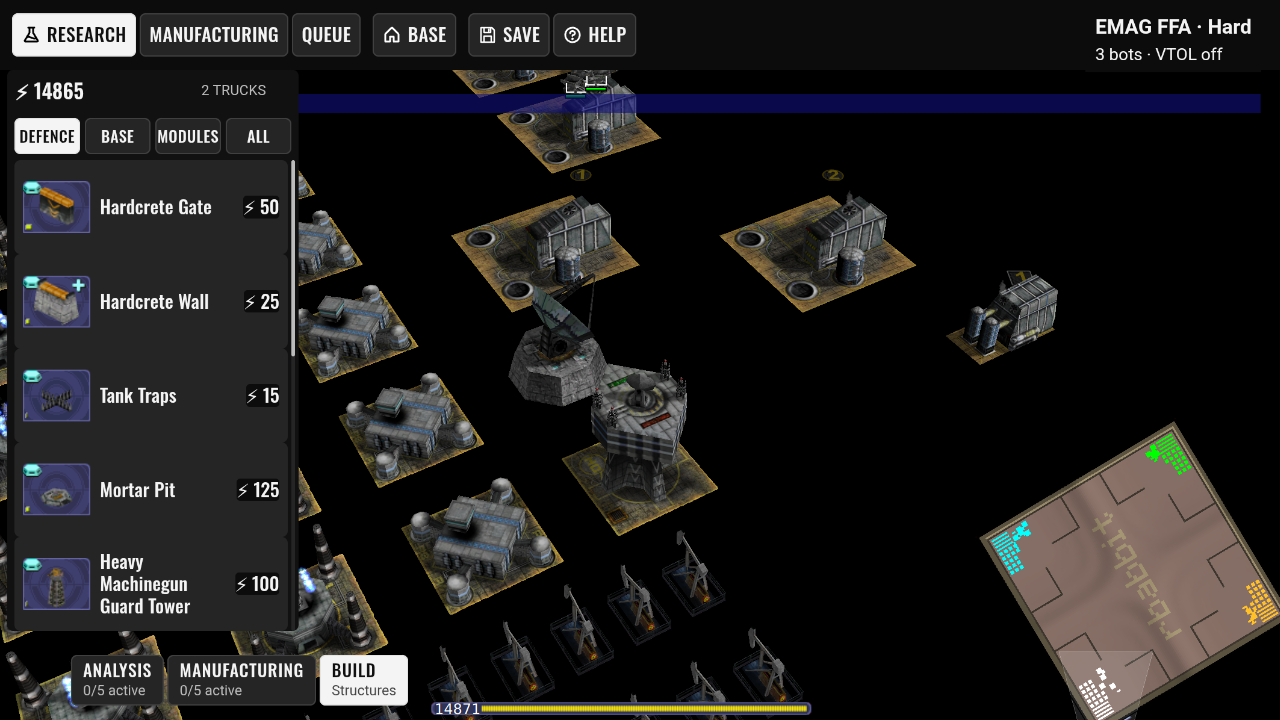 RESEARCH
MANUFACTURING
QUEUE
BASE
SAVE
HELP
EMAG FFA · Hard
3 bots · VTOL off
14865
2 TRUCKS
DEFENCE
BASE
MODULES
ALL
Hardcrete Gate
50
Hardcrete Wall
25
Tank Traps
15
Mortar Pit
125
Heavy
Machinegun
Guard Tower
100
1
2
ANALYSIS
0/5 active
MANUFACTURING
0/5 active
BUILD
Structures
14871